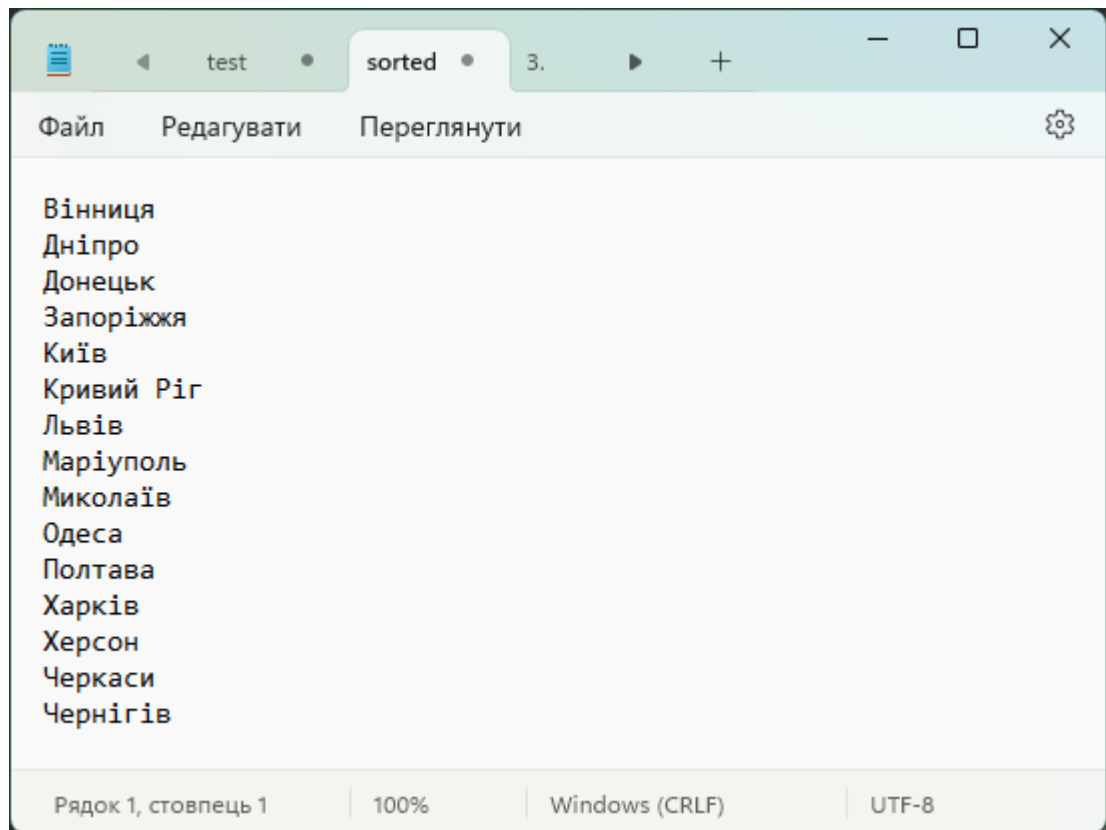 test sorted 3.
Файл Редагувати Переглянути
Вінниця
Дніпро
Донецьк
Запоріжжя
Київ
Кривий Ріг
Львів
Маріуполь
Миколаїв
Одеса
Полтава
Харків
Херсон
Черкаси
Чернігів
Рядок 1, стовпець 1 100% Windows (CRLF) UTF-8